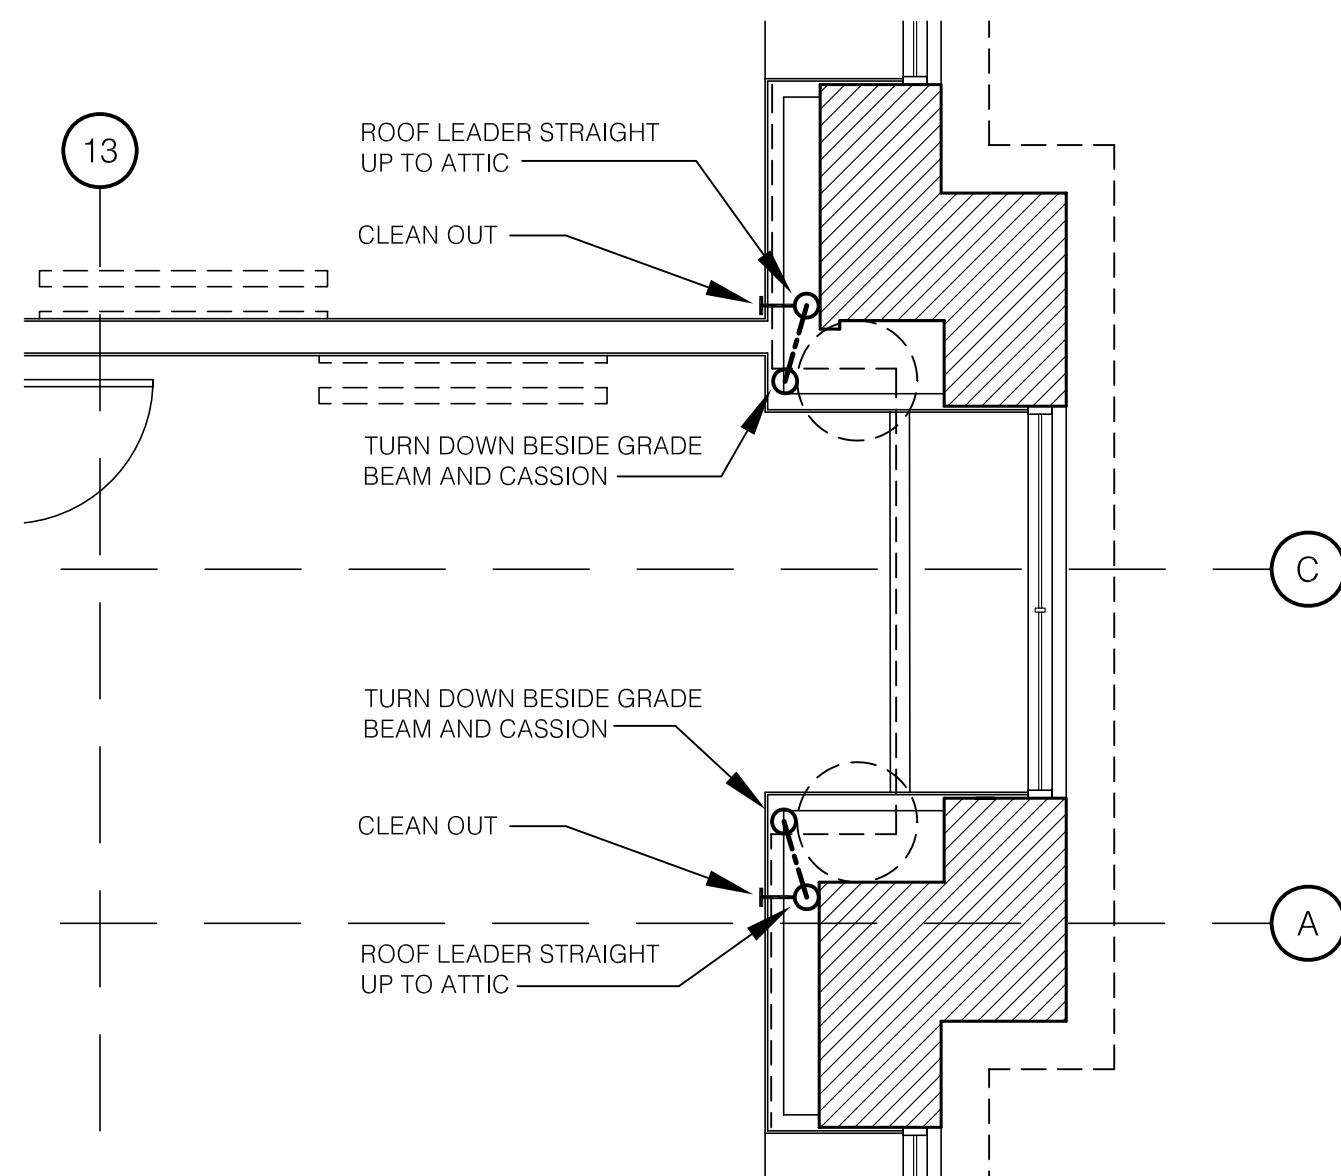 13
ROOF LEADER STRAIGHT
UP TO ATTIC
CLEAN OUT
TURN DOWN BESIDE GRADE
BEAM AND CASSION
C
TURN DOWN BESIDE GRADE
BEAM AND CASSION
CLEAN OUT
A
ROOF LEADER STRAIGHT
UP TO ATTIC